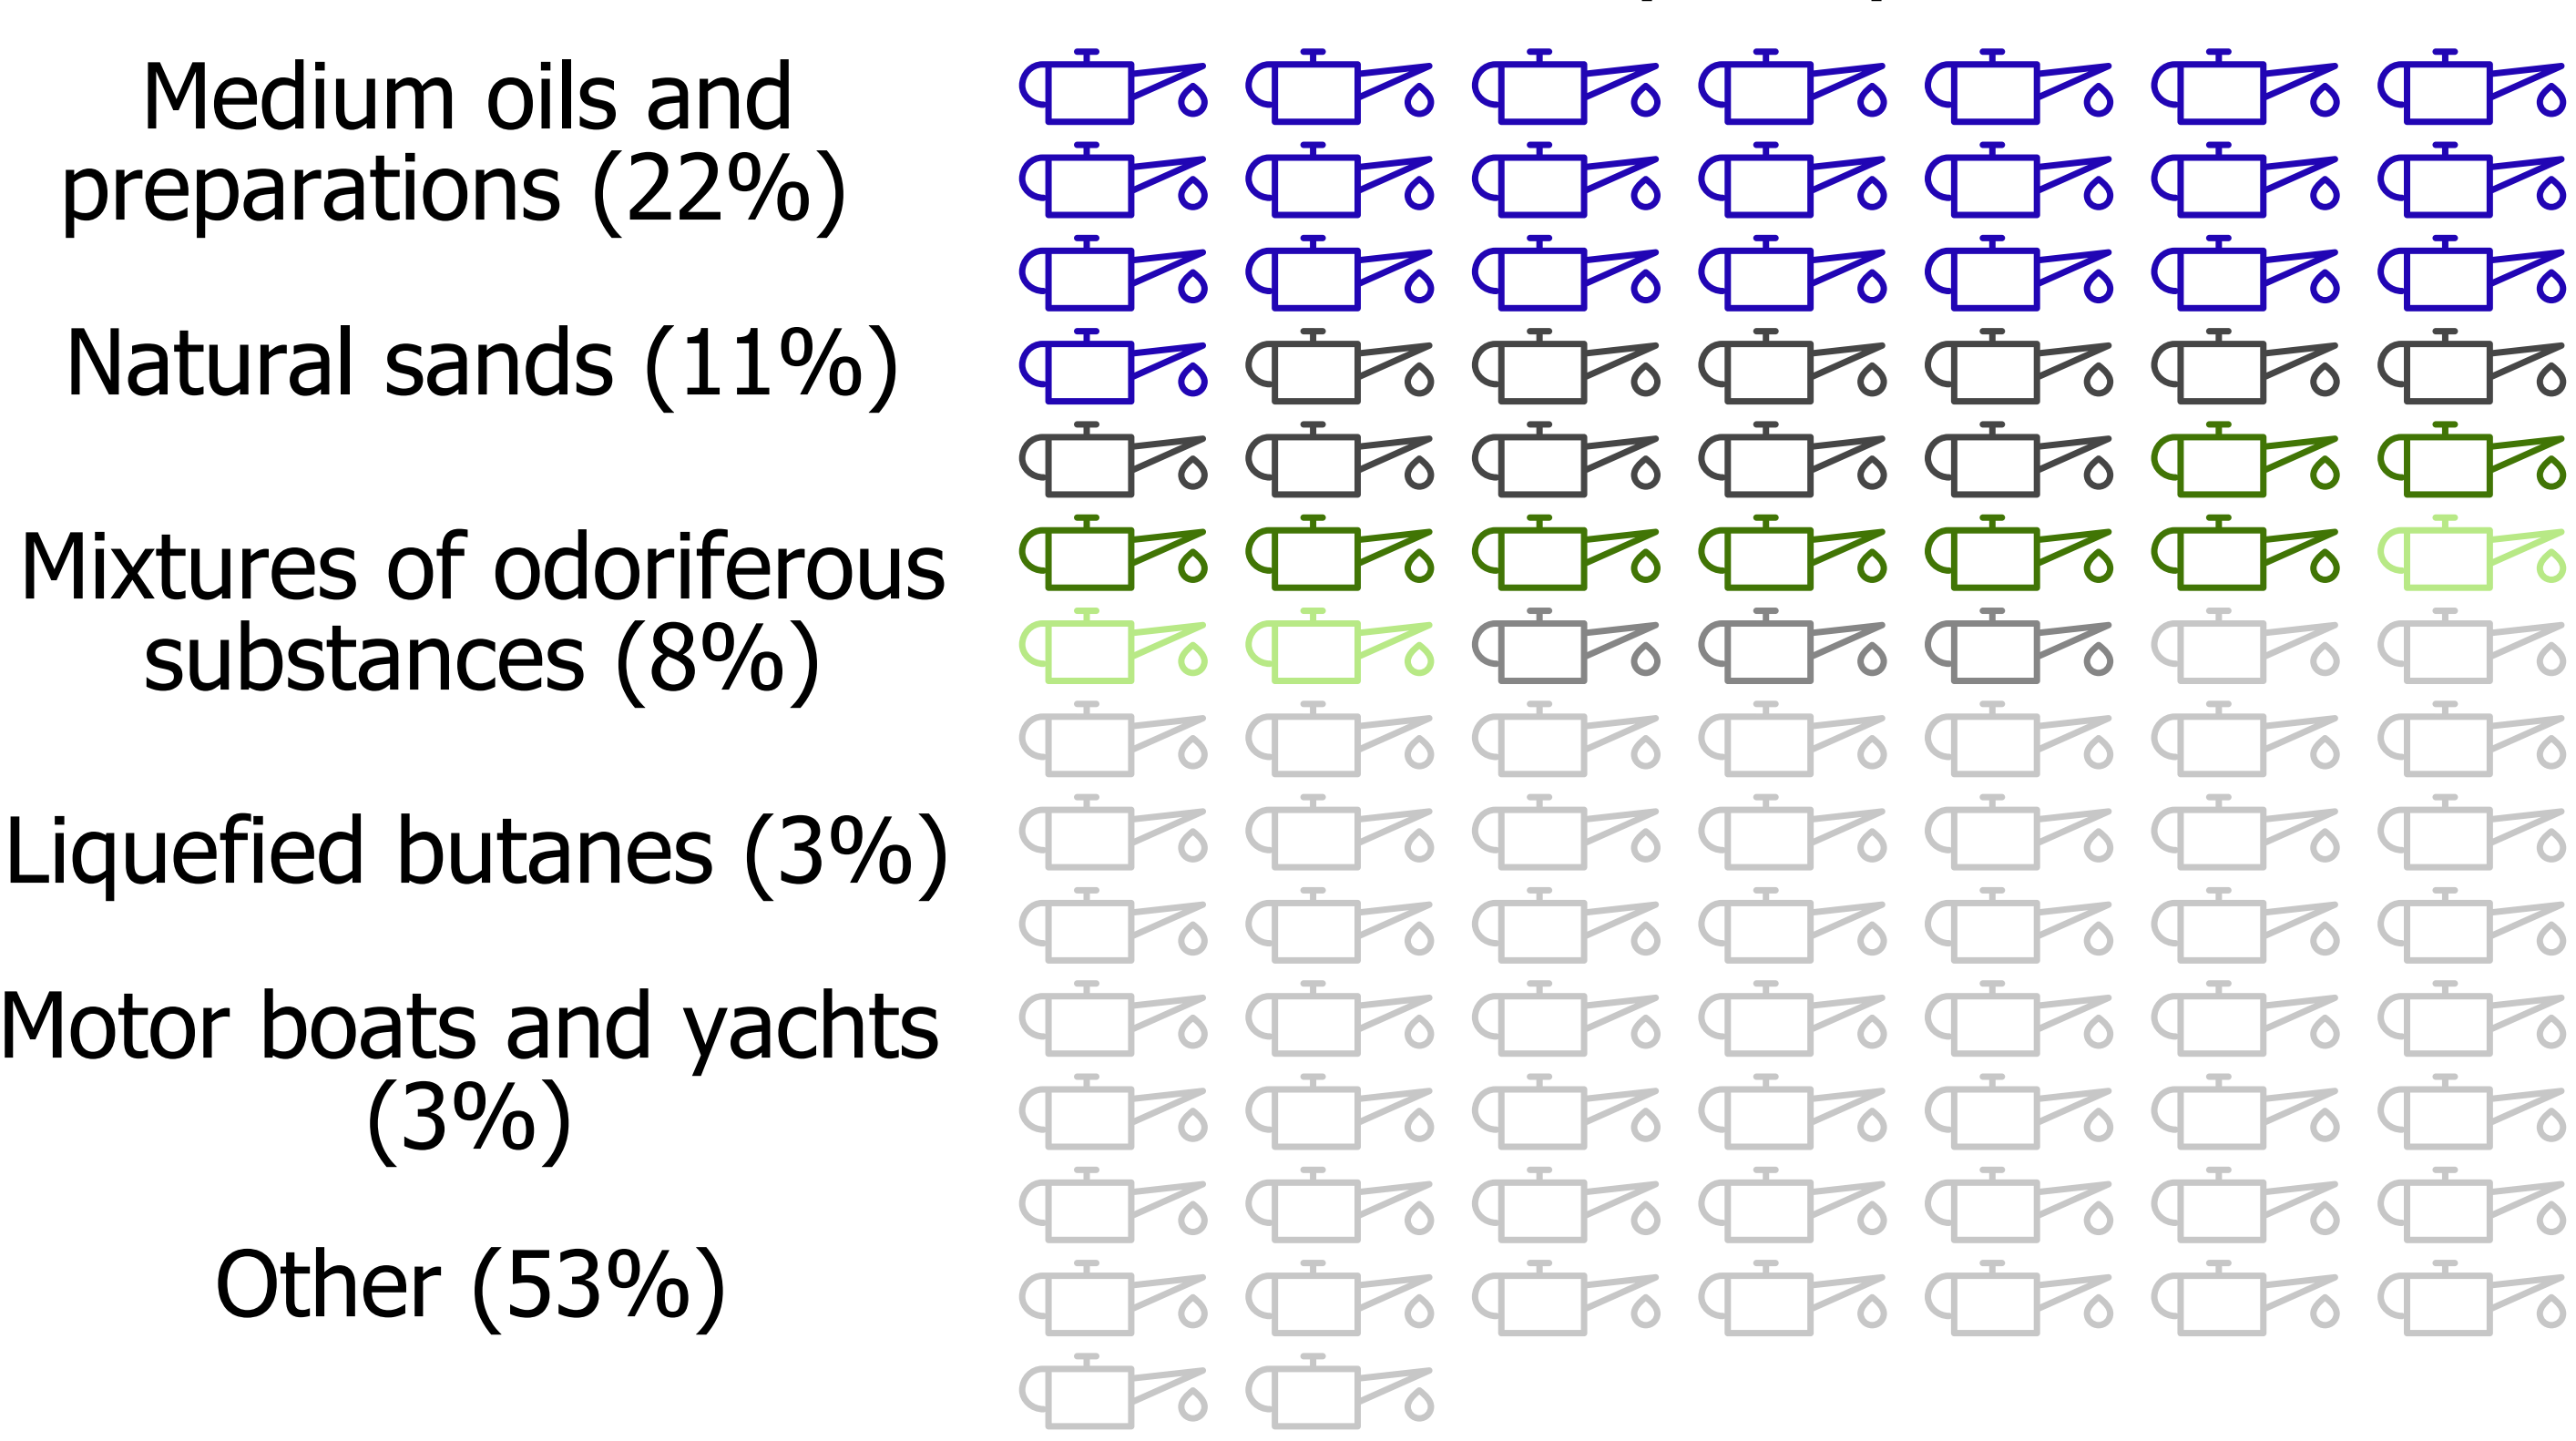 Medium oils and
preparations (22%)
Natural sands (11%)
Mixtures of odoriferous
substances (8%)
Liquefied butanes (3%)
Motor boats and yachts
(3%)
Other (53%)